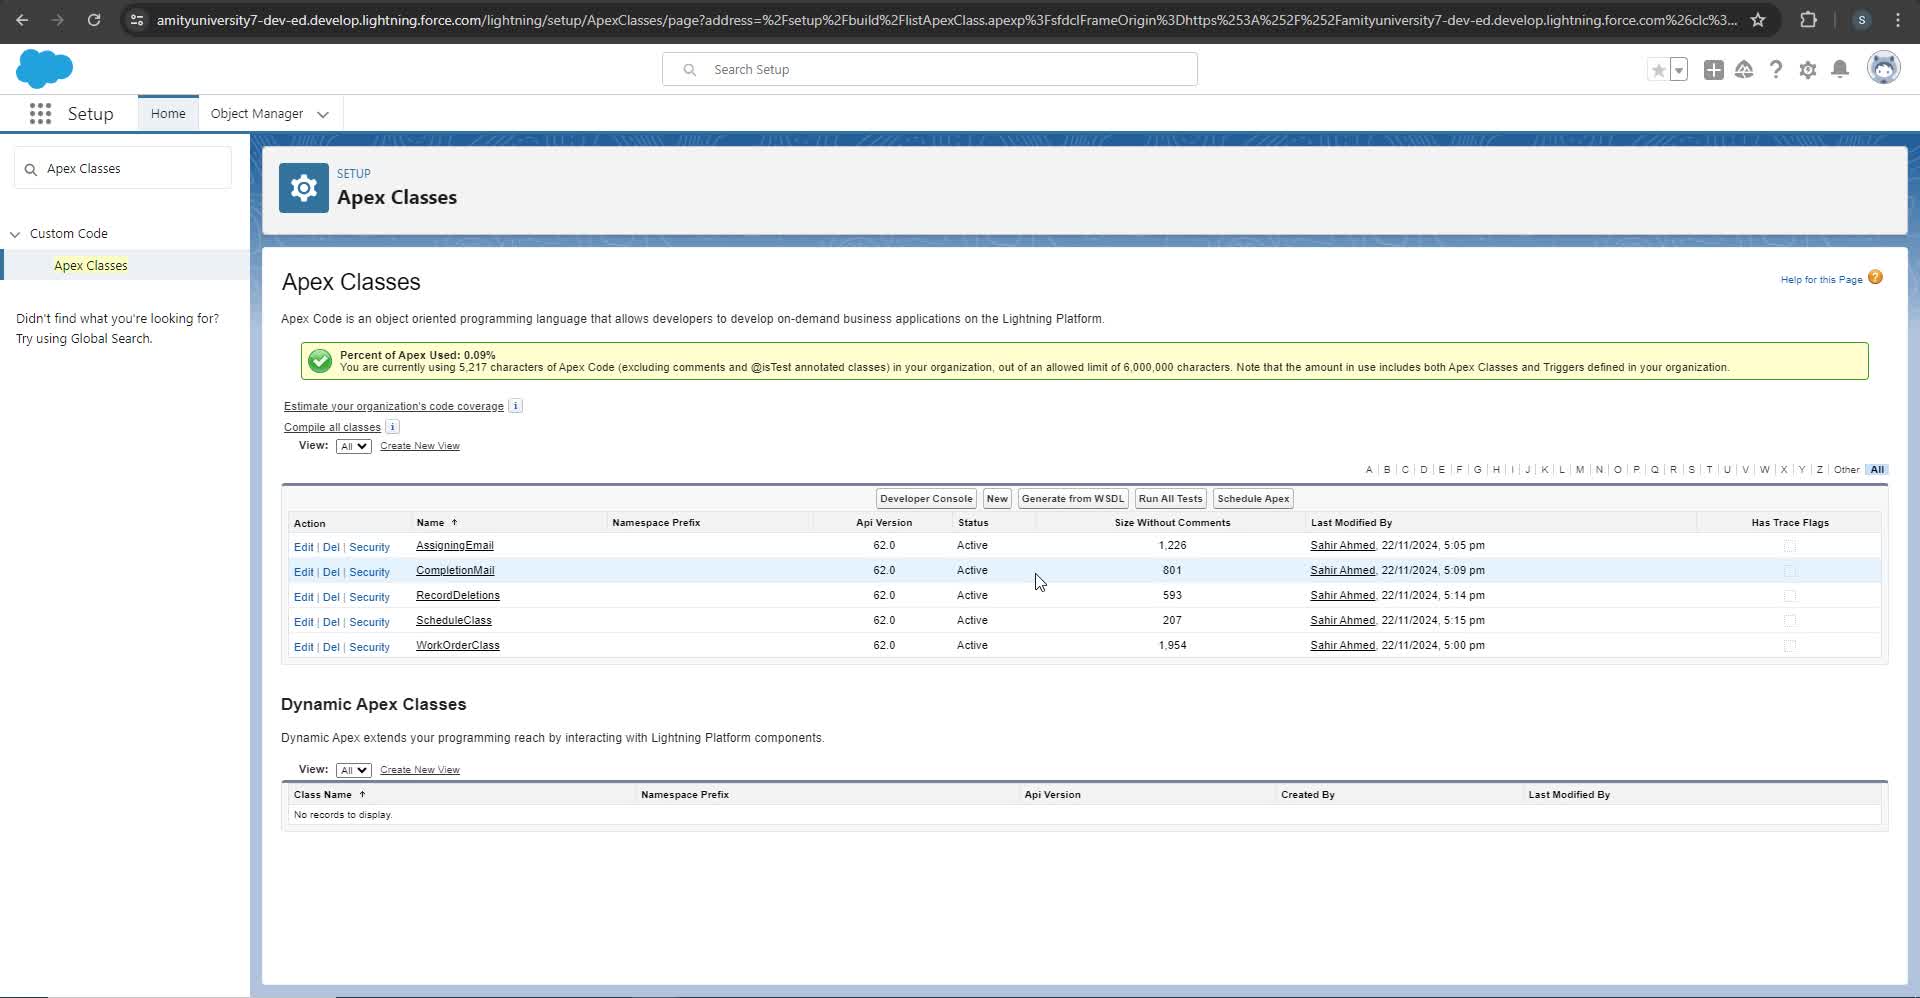 amityuniversity7-dev-ed.develop.lightning.force.com/lightning/setup/ApexClasses/page?address=%2Fsetup%2Fbuild%2FlistApexClass.apexp%3FsfdcIFrameOrigin%3Dhttps%253A%252F%252Famityuniversity7-dev-ed.develop.lightning.force.com%26clc%3...
S
Search Setup
Setup
Home
Object Manager
Apex Classes
SETUP
Apex Classes
Custom Code
Apex Classes
Didn't find what you're looking for?
Try using Global Search.
Apex Classes
Help for this Page ?
Apex Code is an object oriented programming language that allows developers to develop on-demand business applications on the Lightning Platform.
Percent of Apex Used: 0.09%
You are currently using 5,217 characters of Apex Code (excluding comments and @isTest annotated classes) in your organization, out of an allowed limit of 6,000,000 characters. Note that the amount in use includes both Apex Classes and Triggers defined in your organization.
Estimate your organization's code coverage i
Compile all classes i
View: All Create New View
A | B | C | D | E | F | G | H | I | J | K | L | M | N | O | P | Q | R | S | T | U | V | W | X | Y | Z | Other All
Developer Console New Generate from WSDL Run All Tests Schedule Apex
Action Name ↑ Namespace Prefix Api Version Status Size Without Comments Last Modified By Has Trace Flags
Edit | Del | Security AssigningEmail 62.0 Active 1,226 Sahir Ahmed, 22/11/2024, 5:05 pm
Edit | Del | Security CompletionMail 62.0 Active 801 Sahir Ahmed, 22/11/2024, 5:09 pm
Edit | Del | Security RecordDeletions 62.0 Active 593 Sahir Ahmed, 22/11/2024, 5:14 pm
Edit | Del | Security ScheduleClass 62.0 Active 207 Sahir Ahmed, 22/11/2024, 5:15 pm
Edit | Del | Security WorkOrderClass 62.0 Active 1,954 Sahir Ahmed, 22/11/2024, 5:00 pm
Dynamic Apex Classes
Dynamic Apex extends your programming reach by interacting with Lightning Platform components.
View: All Create New View
Class Name ↑ Namespace Prefix Api Version Created By Last Modified By
No records to display.